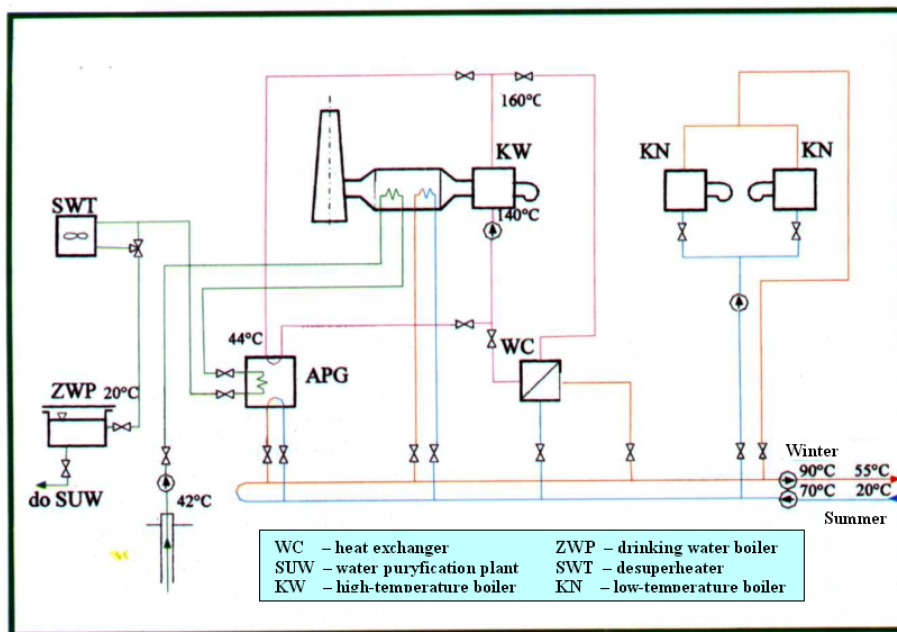 160°C
KW
KN
KN
SWT
140°C
44°C
APG
WC
ZWP 20°C
do SUW
42°C
Winter
90°C 55°C
70°C 20°C
Summer
WC – heat exchanger
ZWP – drinking water boiler
SUW – water puryfication plant
SWT – desuperheater
KW – high-temperature boiler
KN – low-temperature boiler